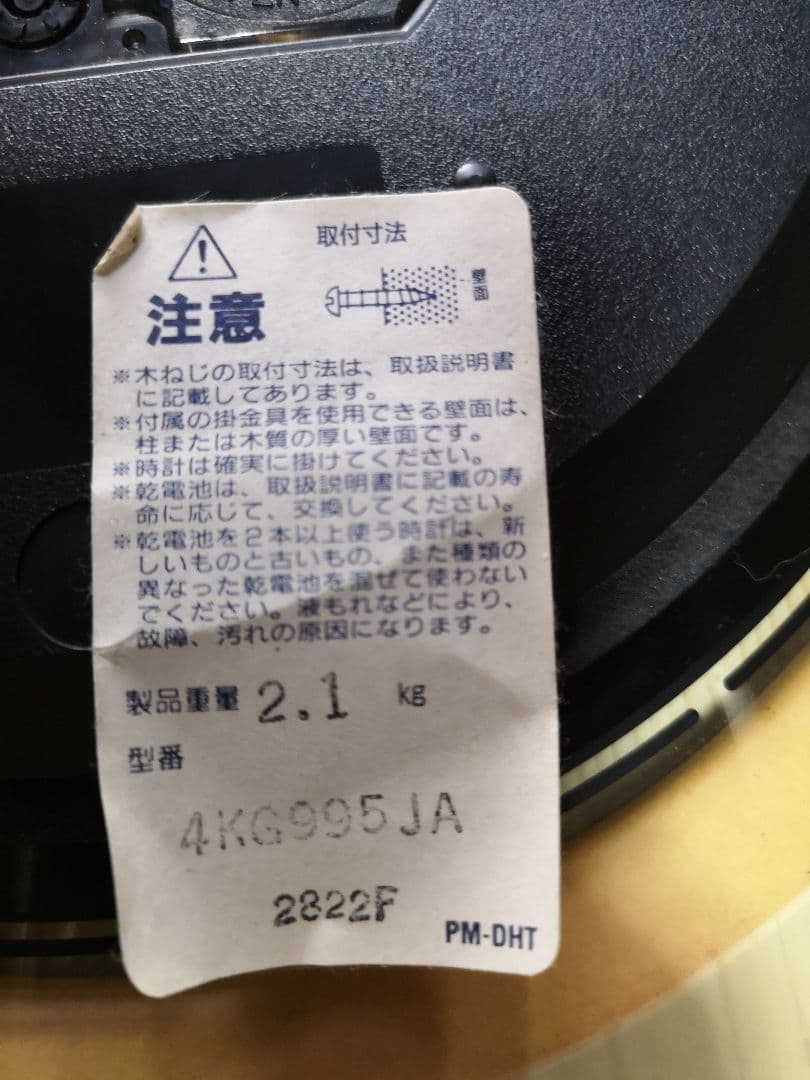 取付寸法
壁面
注意
※木ねじの取付寸法は、取扱説明書
に記載してあります。
※付属の掛金具を使用できる壁面は、
柱または木質の厚い壁面です。
※時計は確実に掛けてください。
※乾電池は、取扱説明書に記載の寿
命に応じて、交換してください。
※乾電池を2本以上使う時計は、新
しいものと古いもの、また種類の
異なった乾電池を混ぜて使わない
でください。液もれなどにより、
故障、汚れの原因になります。
製品重量 2.1 kg
型番
4KG995JA
2822F
PM-DHT